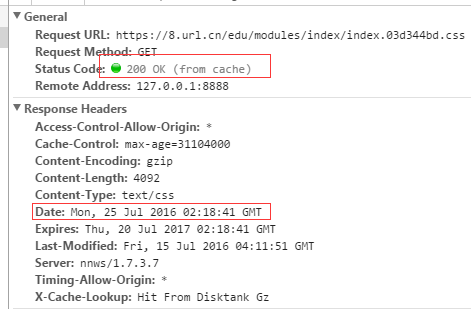 General
Request URL: https://8.url.cn/edu/modules/index/index.03d344bd.css
Request Method: GET
Status Code: 200 OK (from cache)
Remote Address: 127.0.0.1:8888
Response Headers
Access-Control-Allow-Origin: *
Cache-Control: max-age=31104000
Content-Encoding: gzip
Content-Length: 4092
Content-Type: text/css
Date: Mon, 25 Jul 2016 02:18:41 GMT
Expires: Thu, 20 Jul 2017 02:18:41 GMT
Last-Modified: Fri, 15 Jul 2016 04:11:51 GMT
Server: nnws/1.7.3.7
Timing-Allow-Origin: *
X-Cache-Lookup: Hit From Disktank Gz